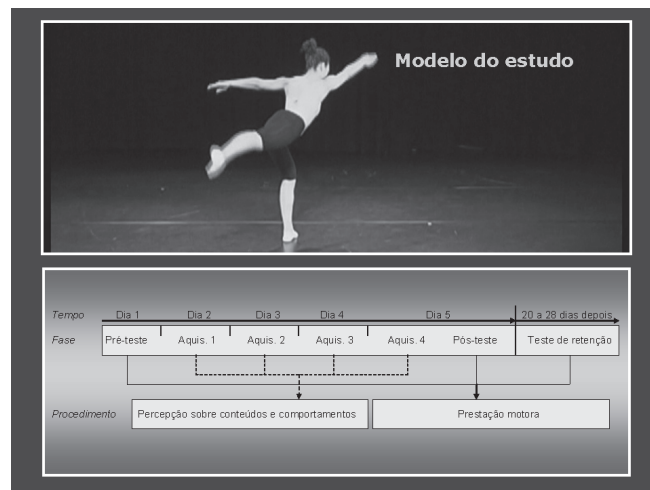 Modelo do estudo
Tempo Dia 1 Dia 2 Dia 3 Dia 4 Dia 5 20 a 28 dias depois
Fase Pré-teste Aquis. 1 Aquis. 2 Aquis. 3 Aquis. 4 Pós-teste Teste de retenção
Procedimento Percepção sobre conteúdos e comportamentos Prestação motora